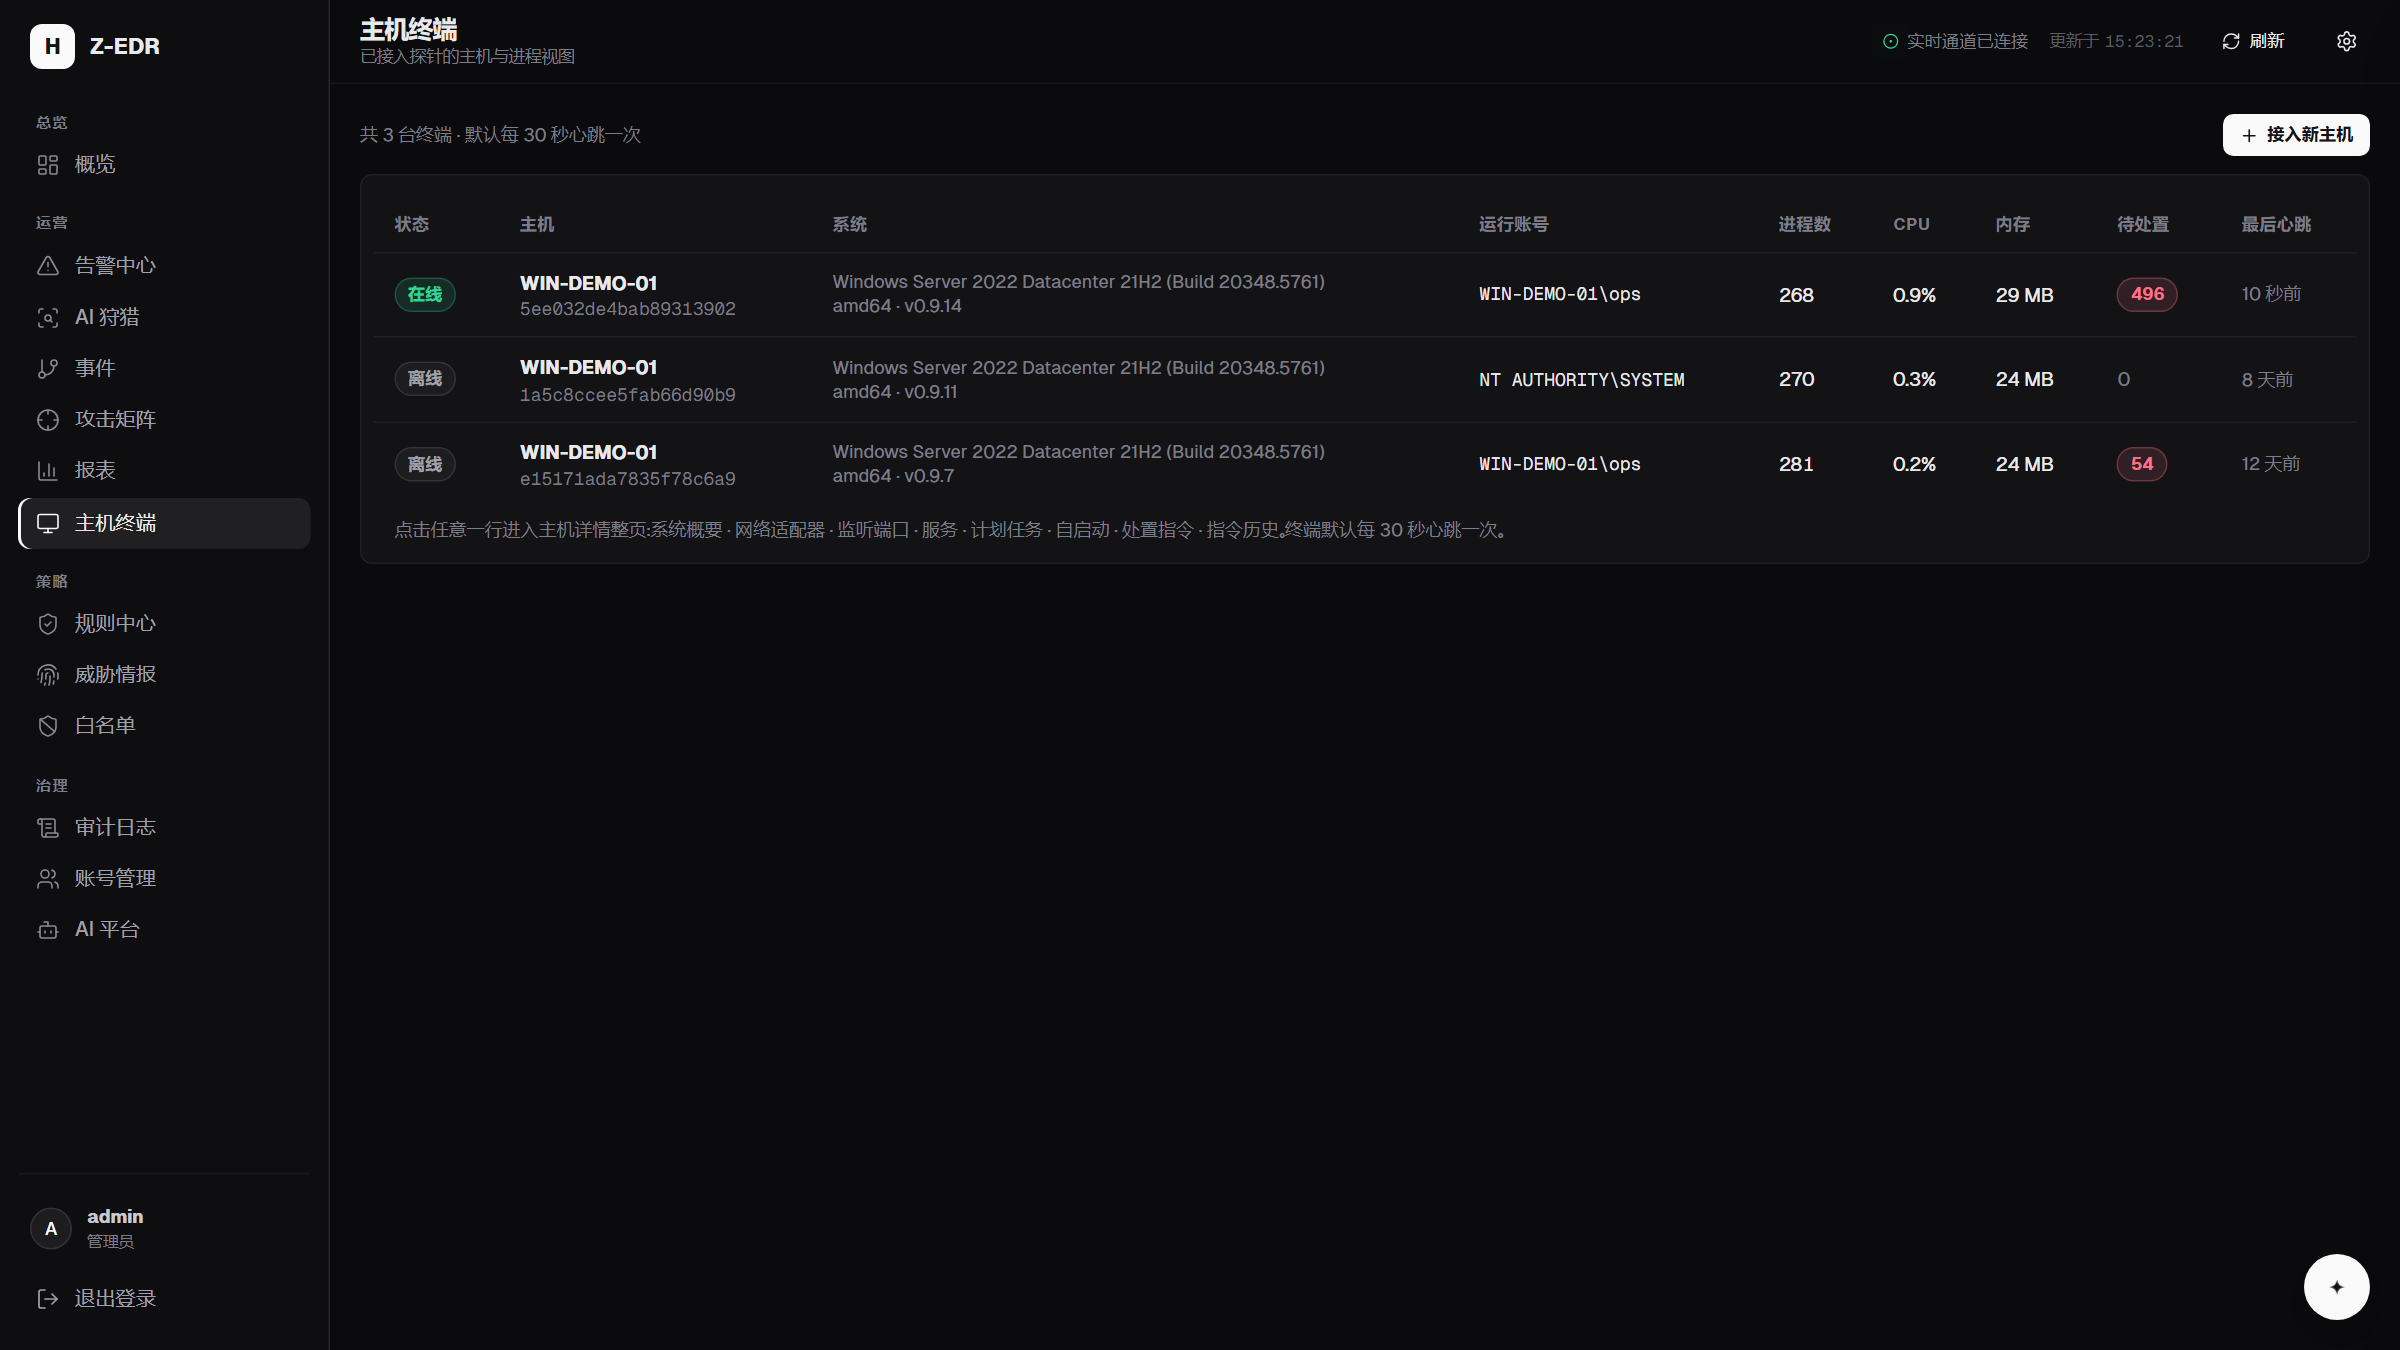 H Z-EDR
总览
概览
运营
告警中心
AI 狩猎
事件
攻击矩阵
报表
主机终端
策略
规则中心
威胁情报
白名单
治理
审计日志
账号管理
AI 平台
A admin
管理员
退出登录
主机终端
已接入探针的主机与进程视图
实时通道已连接 更新于 15:23:21 刷新
共 3 台终端 · 默认每 30 秒心跳一次
接入新主机
状态 主机 系统 运行账号 进程数 CPU 内存 待处置 最后心跳
在线 WIN-DEMO-01 Windows Server 2022 Datacenter 21H2 (Build 20348.5761) WIN-DEMO-01\ops 268 0.9% 29 MB 496 10 秒前
5ee032de4bab89313902 amd64 · v0.9.14
离线 WIN-DEMO-01 Windows Server 2022 Datacenter 21H2 (Build 20348.5761) NT AUTHORITY\SYSTEM 270 0.3% 24 MB 0 8 天前
1a5c8ccee5fab66d90b9 amd64 · v0.9.11
离线 WIN-DEMO-01 Windows Server 2022 Datacenter 21H2 (Build 20348.5761) WIN-DEMO-01\ops 281 0.2% 24 MB 54 12 天前
e15171ada7835f78c6a9 amd64 · v0.9.7
点击任意一行进入主机详情整页:系统概要 · 网络适配器 · 监听端口 · 服务 · 计划任务 · 自启动 · 处置指令 · 指令历史。终端默认每 30 秒心跳一次。